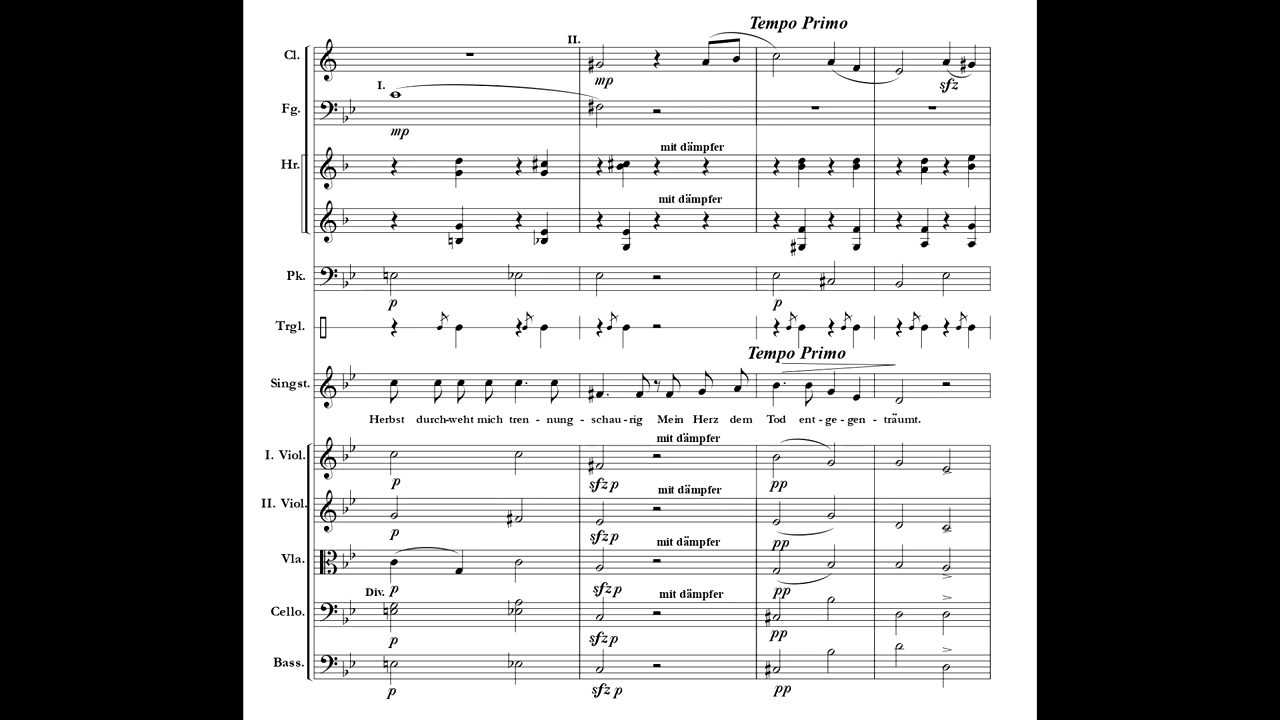 Tempo Primo
II.
Cl.
mp
sfz
I.
Fg.
mp
mit dämpfer
Hr.
mit dämpfer
Pk.
p
p
Trgl.
Tempo Primo
Singst.
Herbst durch-weht mich tren - nung - schau - rig Mein Herz dem Tod ent - ge - gen - träumt.
mit dämpfer
I. Viol.
p
sfz p
pp
mit dämpfer
II. Viol.
p
sfz p
pp
mit dämpfer
Vla.
p
sfz p
pp
Div.
mit dämpfer
Cello.
p
sfz p
pp
Bass.
p
sfz p
pp